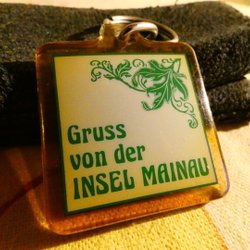 Gruss
von der
INSEL MAINAU